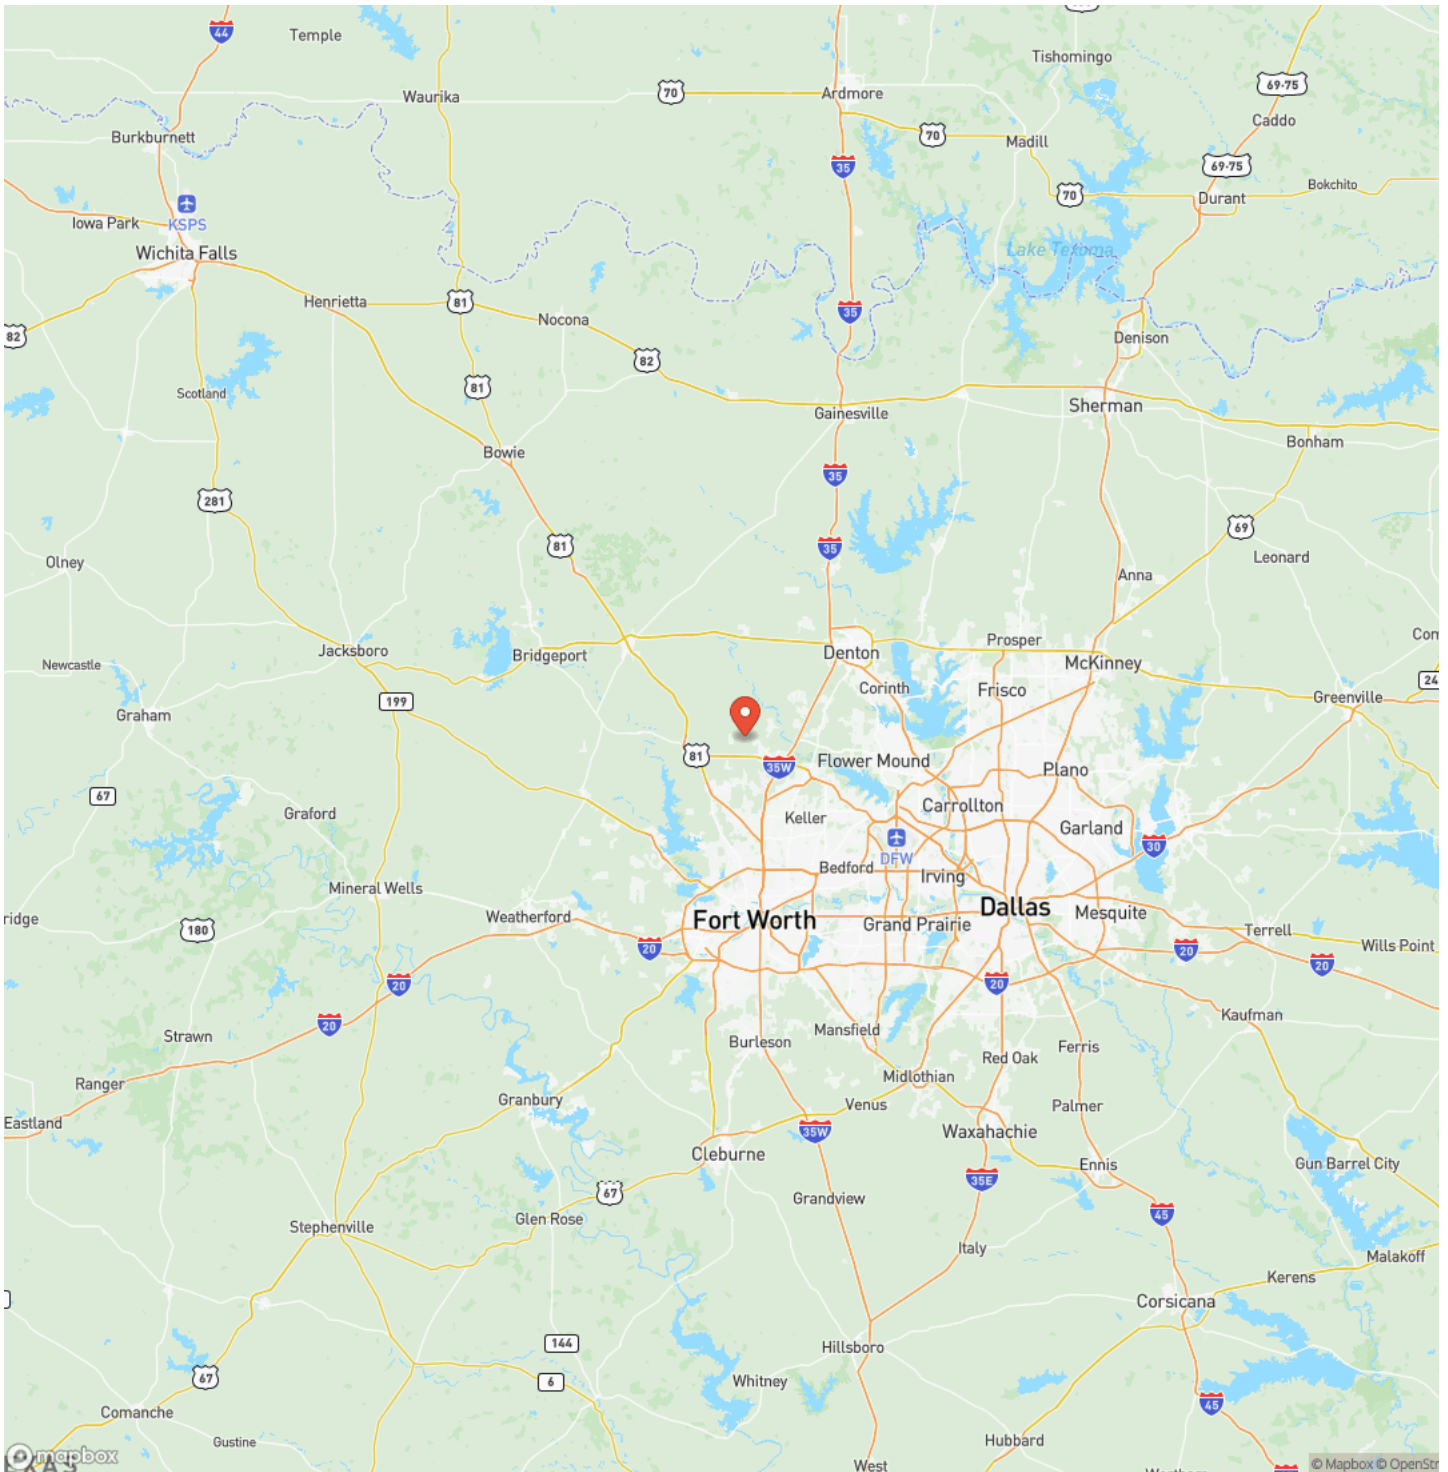 44
Temple
Tishomingo
Waurika
70
Ardmore
69-75
Caddo
Burkburnett
70
Madill
35
69-75
70
Bokchito
Durant
KSPS
Iowa Park
Wichita Falls
Lake Texoma
Henrietta
81
Nocona
35
82
Denison
82
81
Scotland
Gainesville
Sherman
Bonham
Bowie
35
281
69
81
35
Leonard
Olney
Anna
Jacksboro
Bridgeport
Denton
Prosper
Com
McKinney
Newcastle
24
199
Corinth
Frisco
Greenville
Graham
81
35W
Flower Mound
Plano
67
Graford
Keller
Carrollton
Garland
DFW
30
Bedford
Irving
Mineral Wells
ridge
180
Weatherford
Fort Worth
Grand Prairie
Dallas
Mesquite
Terrell
Wills Point
20
20
20
20
20
20
Kaufman
Strawn
Burleson
Mansfield
Red Oak
Ferris
Ranger
Midlothian
Granbury
Venus
Palmer
Eastland
35W
Waxahachie
Cleburne
Ennis
Gun Barrel City
35E
67
Grandview
45
Glen Rose
Stephenville
Italy
Malakoff
Kerens
Corsicana
144
Hillsboro
67
6
Whitney
45
Comanche
Gustine
Hubbard
mapbox
West
© Mapbox © OpenStr